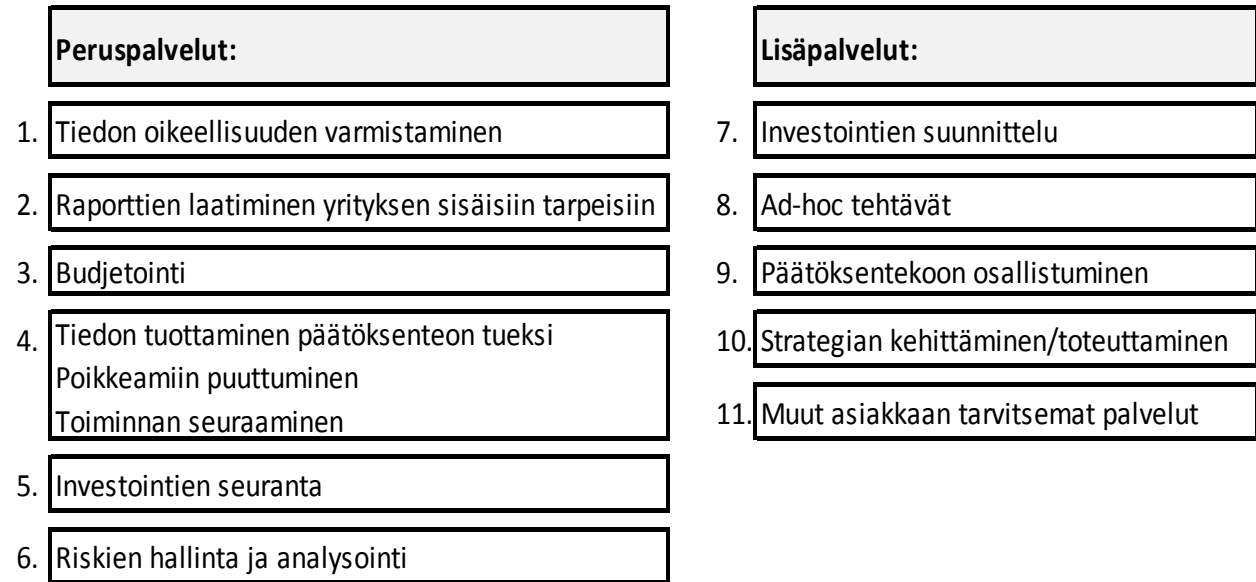 Peruspalvelut:
1. Tiedon oikeellisuuden varmistaminen
2. Raporttien laatiminen yrityksen sisäisiin tarpeisiin
3. Budjetointi
4. Tiedon tuottaminen päätöksenteon tueksi
Poikkeamiin puuttuminen
Toiminnan seuraaminen
5. Investointien seuranta
6. Riskien hallinta ja analysointi
Lisäpalvelut:
7. Investointien suunnittelu
8. Ad-hoc tehtävät
9. Päätöksentekoon osallistuminen
10. Strategian kehittäminen/toteuttaminen
11. Muut asiakkaan tarvitsemat palvelut